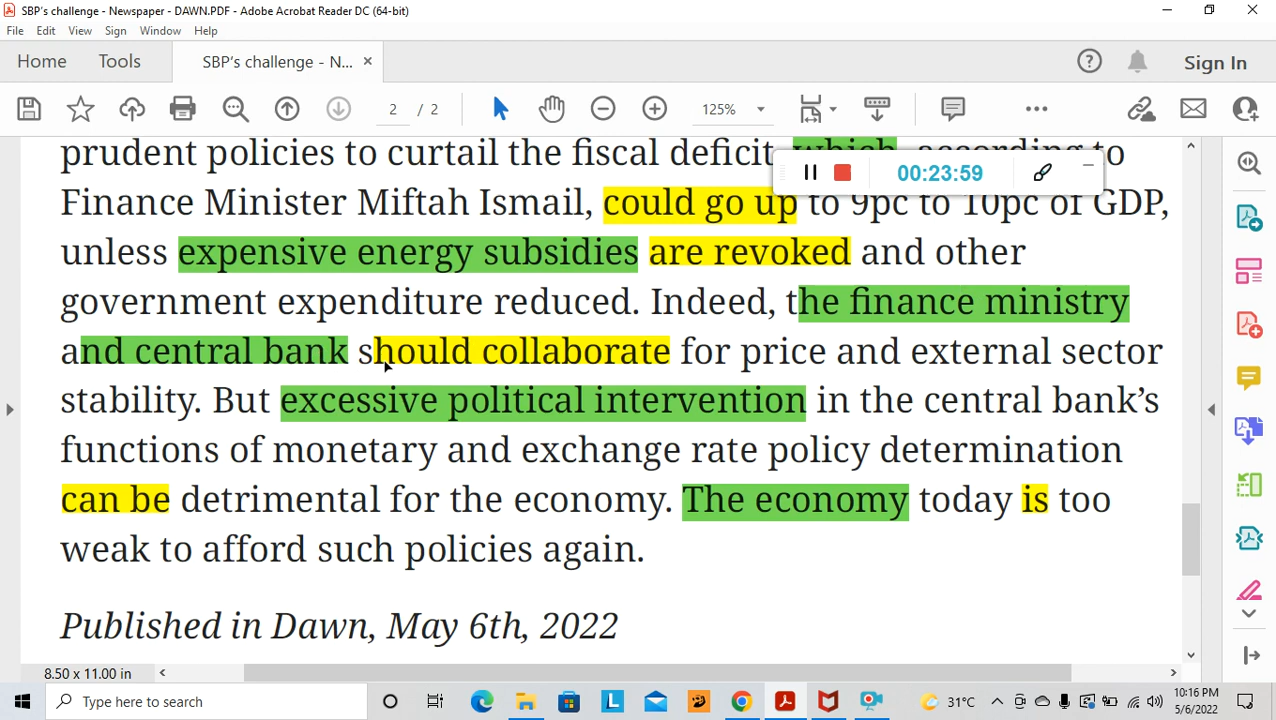 SBP's challenge - Newspaper - DAWN.PDF - Adobe Acrobat Reader DC (64-bit)
File Edit View Sign Window Help
Home Tools SBP's challenge - N... × Sign In
2 / 2 125%
prudent policies to curtail the fiscal deficit which, according to
00:23:59
Finance Minister Miftah Ismail, could go up to 9pc to 10pc of GDP,
unless expensive energy subsidies are revoked and other
government expenditure reduced. Indeed, the finance ministry
and central bank should collaborate for price and external sector
stability. But excessive political intervention in the central bank's
functions of monetary and exchange rate policy determination
can be detrimental for the economy. The economy today is too
weak to afford such policies again.
Published in Dawn, May 6th, 2022
8.50 x 11.00 in
Type here to search 31°C 10:16 PM
5/6/2022